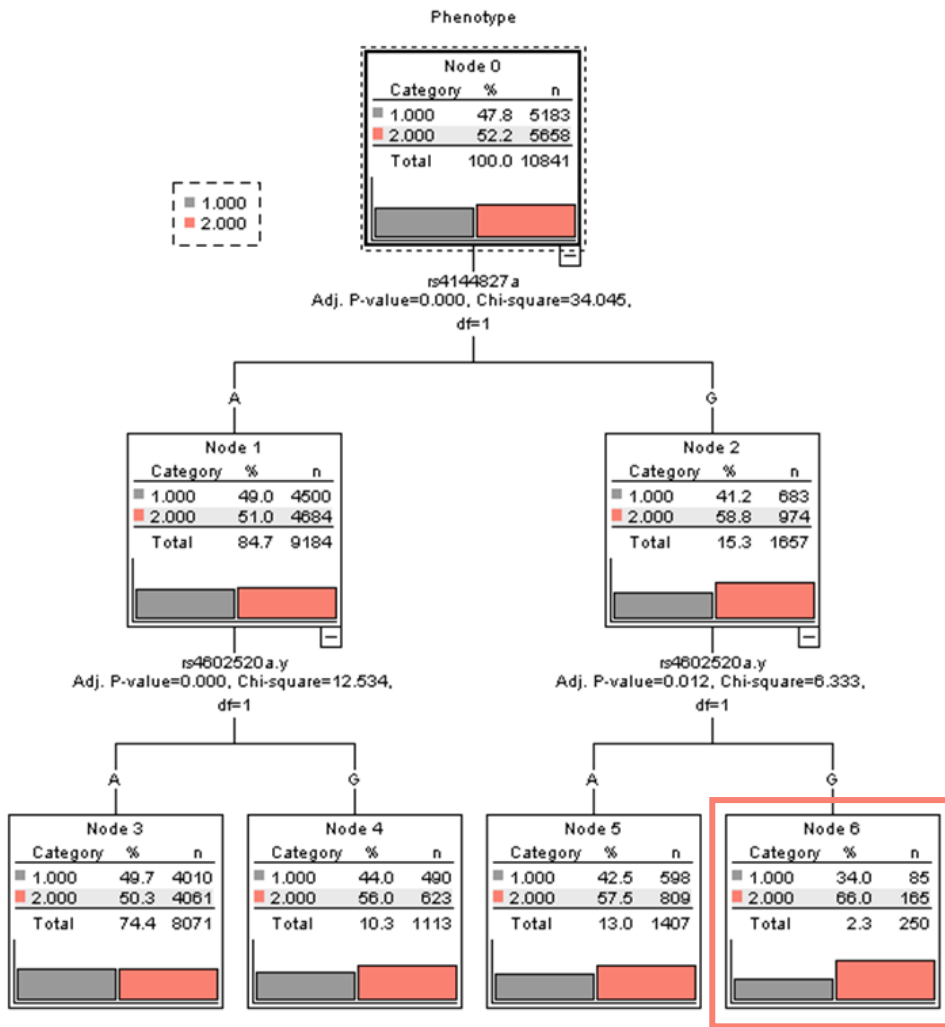 Phenotype
Node 0
Category % n
1.000 47.8 5183
2.000 52.2 5658
Total 100.0 10841
1.000
2.000
rs4144827a
Adj. P-value=0.000, Chi-square=34.045,
df=1
A
G
Node 1
Category % n
1.000 49.0 4500
2.000 51.0 4684
Total 84.7 9184
Node 2
Category % n
1.000 41.2 683
2.000 58.8 974
Total 15.3 1657
rs4602520a.y
Adj. P-value=0.000, Chi-square=12.534,
df=1
rs4602520a.y
Adj. P-value=0.012, Chi-square=6.333,
df=1
A
G
A
G
Node 3
Category % n
1.000 49.7 4010
2.000 50.3 4061
Total 74.4 8071
Node 4
Category % n
1.000 44.0 490
2.000 56.0 623
Total 10.3 1113
Node 5
Category % n
1.000 42.5 598
2.000 57.5 809
Total 13.0 1407
Node 6
Category % n
1.000 34.0 85
2.000 66.0 165
Total 2.3 250